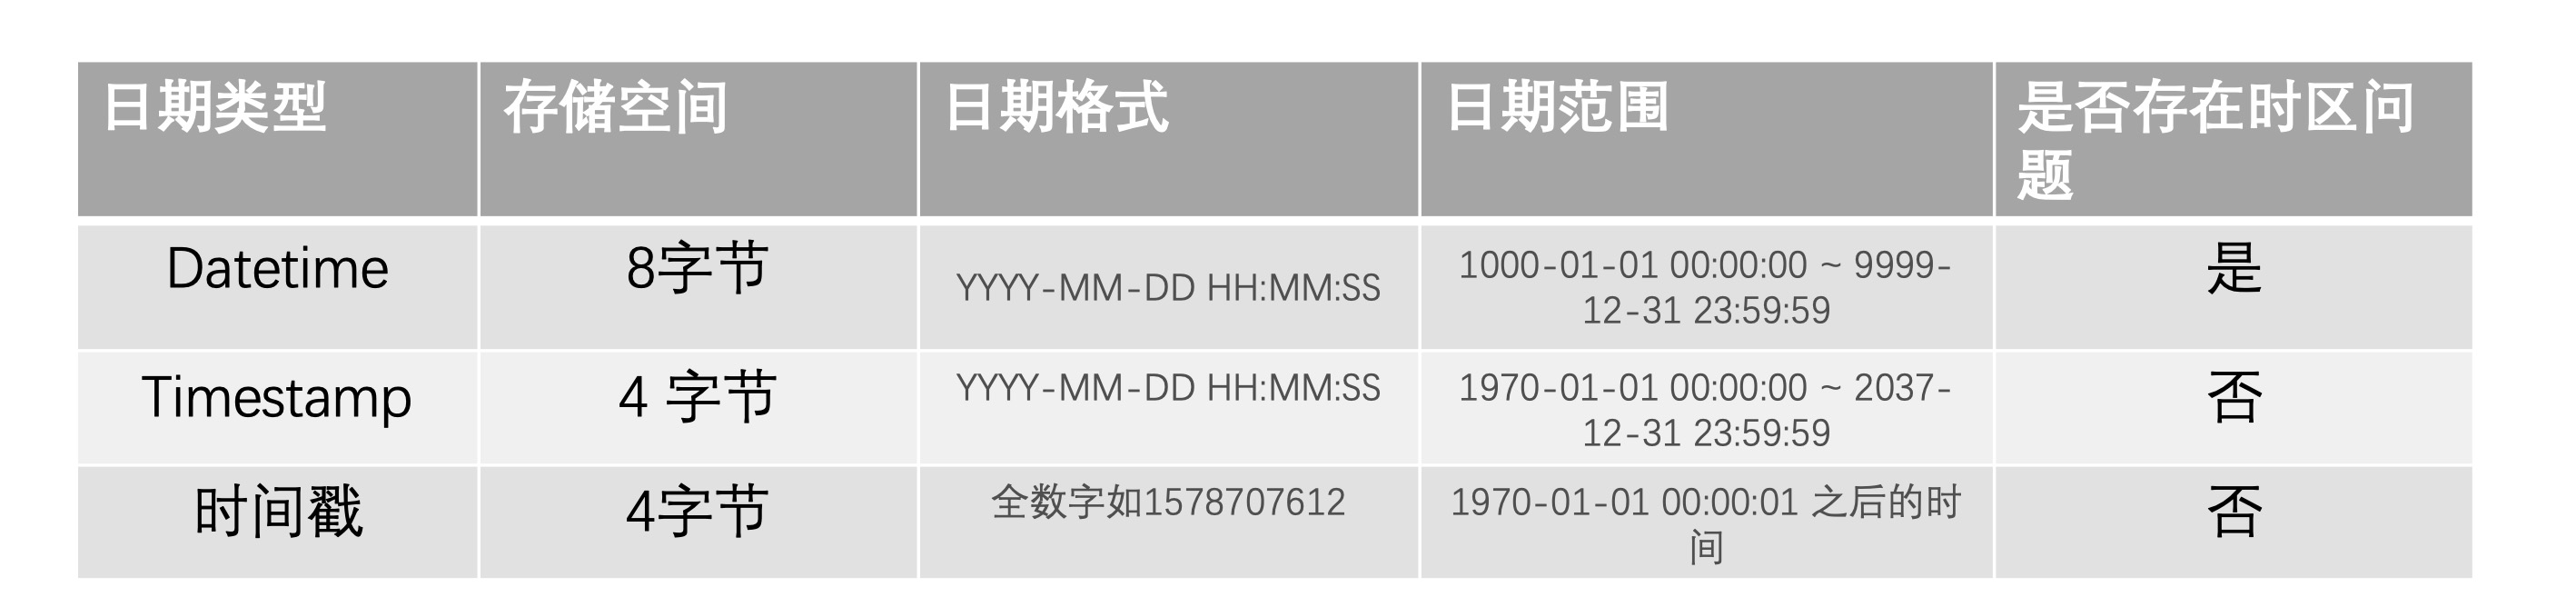 日期类型
存储空间
日期格式
日期范围
是否存在时区问
题
Datetime
8字节
YYYY-MM-DD HH:MM:SS
1000-01-01 00:00:00 ~ 9999-
12-31 23:59:59
是
Timestamp
4 字节
YYYY-MM-DD HH:MM:SS
1970-01-01 00:00:00 ~ 2037-
12-31 23:59:59
否
时间戳
4字节
全数字如1578707612
1970-01-01 00:00:01 之后的时
间
否